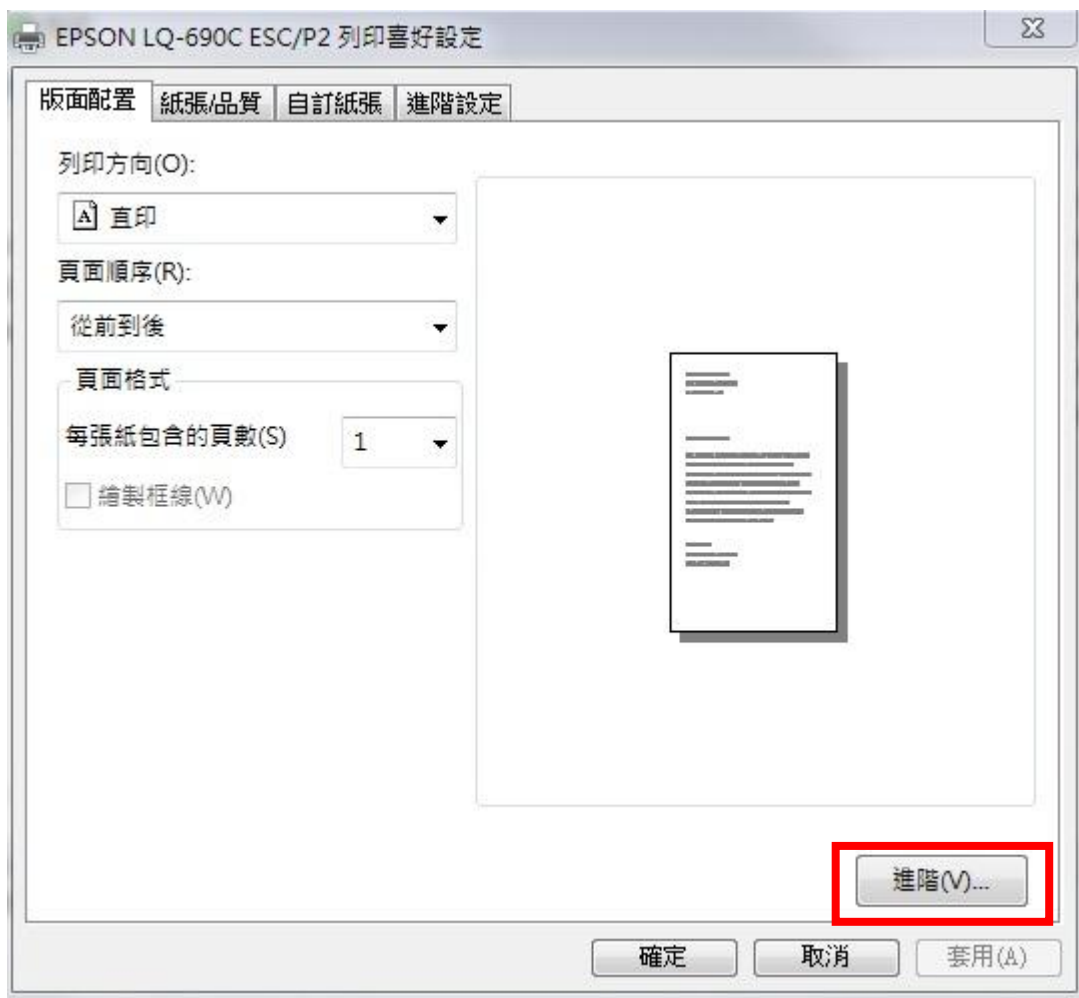 EPSON LQ-690C ESC/P2 列印喜好設定
版面配置 紙張/品質 自訂紙張 進階設定
列印方向(O):
直印
頁面順序(R):
從前到後
頁面格式
每張紙包含的頁數(S) 1
繪製框線(W)
進階(V)...
確定 取消 套用(A)